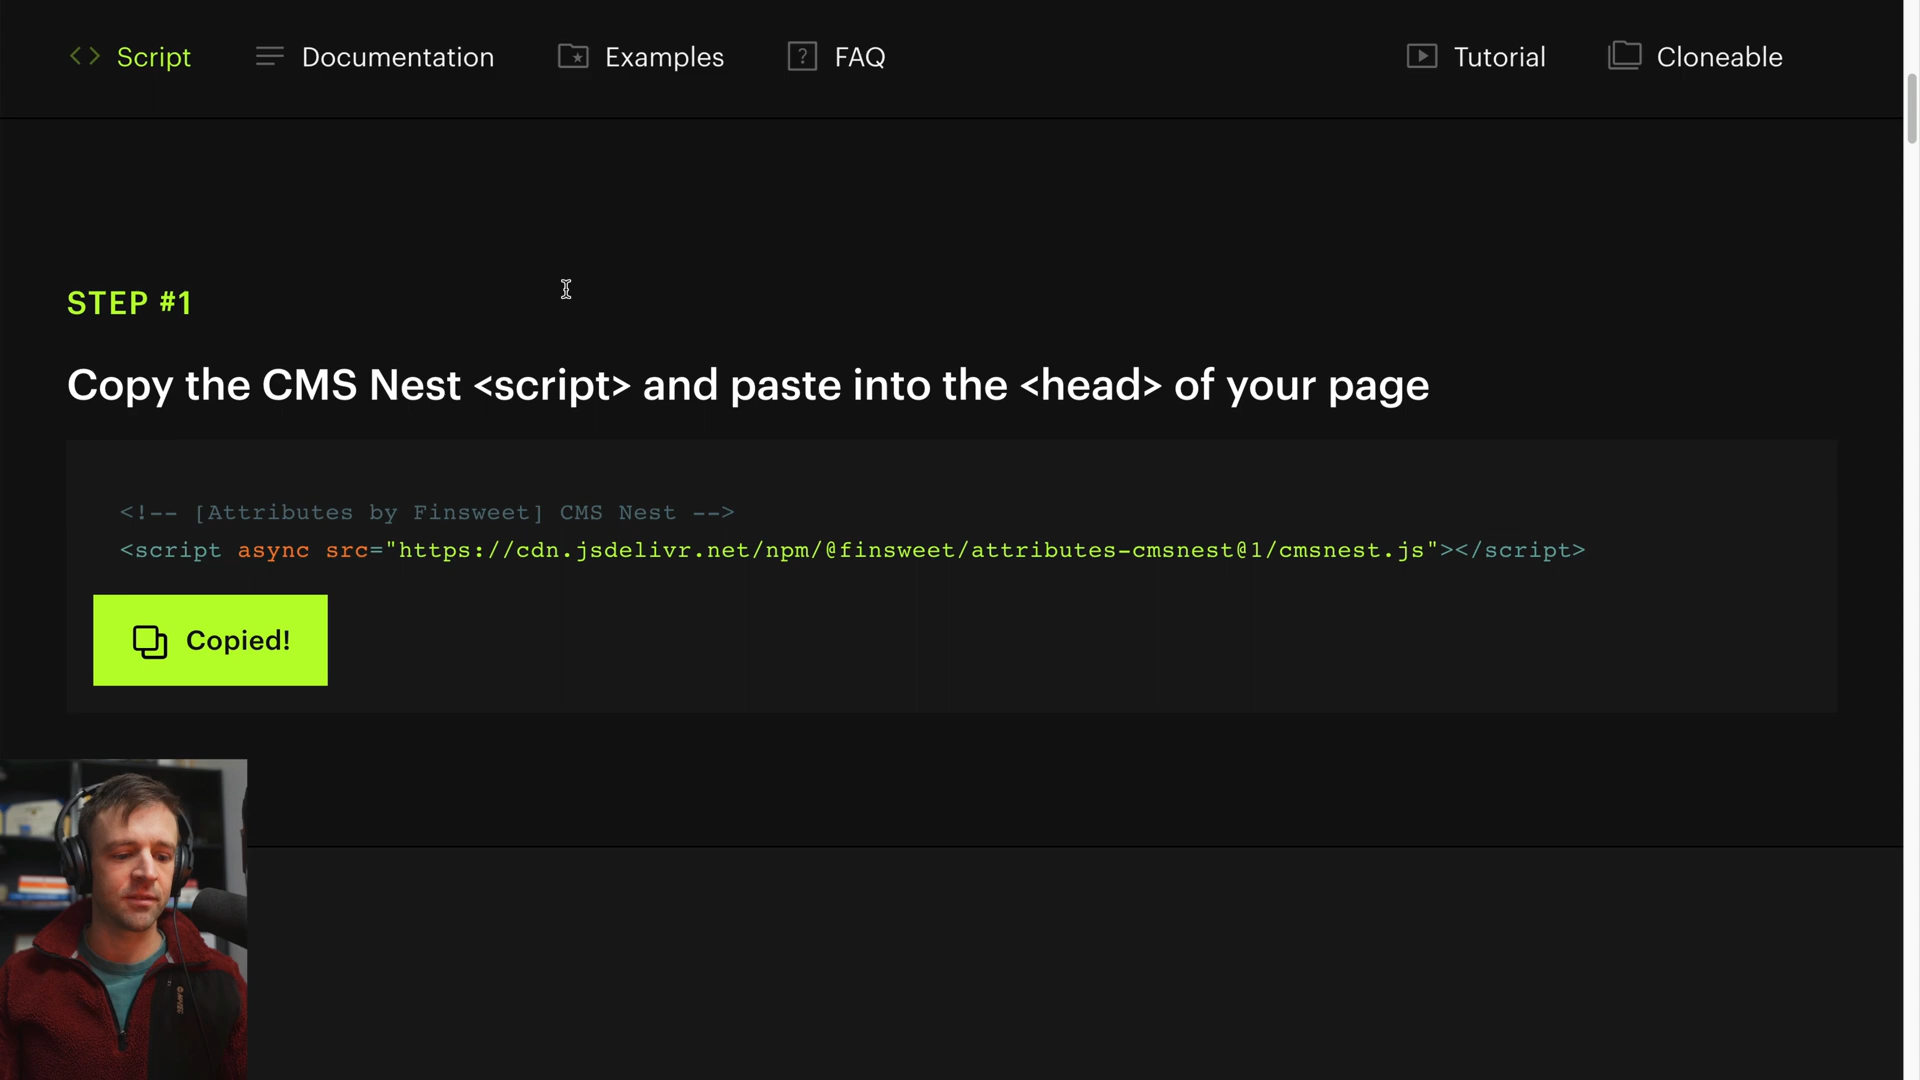 Script
Documentation
Examples
FAQ
Tutorial
Cloneable
STEP #1
Copy the CMS Nest <script> and paste into the <head> of your page
<!-- [Attributes by Finsweet] CMS Nest -->
<script async src="https://cdn.jsdelivr.net/npm/@finsweet/attributes-cmsnest@1/cmsnest.js"></script>
Copied!